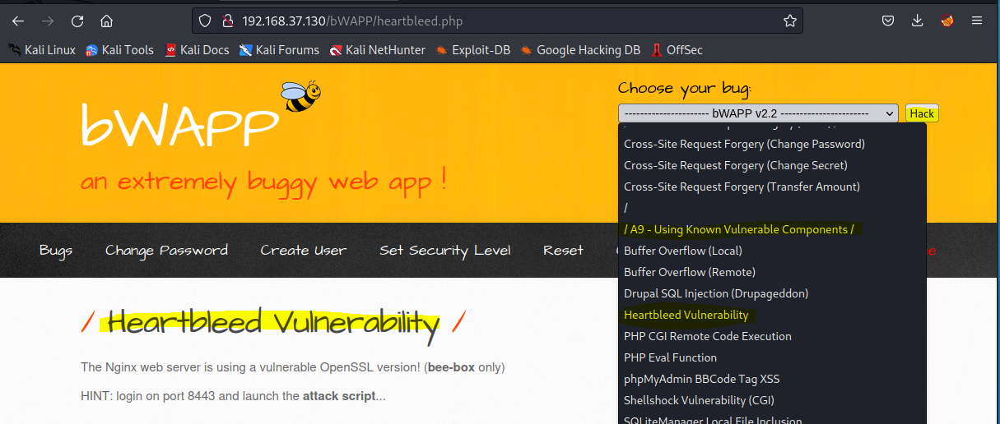 192.168.37.130/bWAPP/heartbleed.php
Kali Linux Kali Tools Kali Docs Kali Forums Kali NetHunter Exploit-DB Google Hacking DB OffSec
bWAPP
an extremely buggy web app !
Choose your bug:
-------------------- bWAPP v2.2 -------------------- Hack
Cross-Site Request Forgery (Change Password)
Cross-Site Request Forgery (Change Secret)
Cross-Site Request Forgery (Transfer Amount)
/
/ A9 - Using Known Vulnerable Components /
Buffer Overflow (Local)
Buffer Overflow (Remote)
Drupal SQL Injection (Drupageddon)
Heartbleed Vulnerability
PHP CGI Remote Code Execution
PHP Eval Function
phpMyAdmin BBCode Tag XSS
Shellshock Vulnerability (CGI)
SQLiteManager Local File Inclusion
Bugs Change Password Create User Set Security Level Reset
/ Heartbleed Vulnerability /
The Nginx web server is using a vulnerable OpenSSL version! (bee-box only)
HINT: login on port 8443 and launch the attack script...